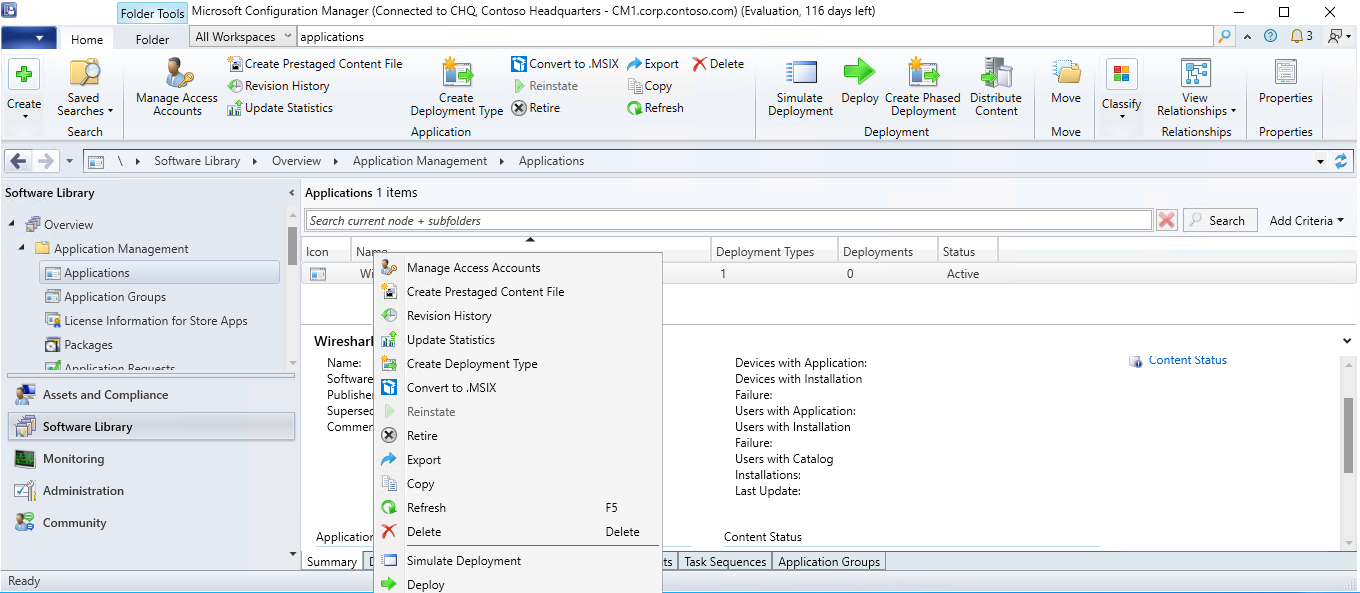 Folder Tools
Microsoft Configuration Manager (Connected to CHQ, Contoso Headquarters - CM1.corp.contoso.com) (Evaluation, 116 days left)
Home
Folder
All Workspaces
applications
3
Create
Saved
Searches
Search
Manage Access
Accounts
Create Prestaged Content File
Revision History
Update Statistics
Create
Deployment Type
Convert to .MSIX
Reinstate
Retire
Export
Copy
Refresh
Delete
Application
Simulate
Deployment
Deploy
Create Phased
Deployment
Distribute
Content
Deployment
Move
Move
Classify
View
Relationships
Relationships
Properties
Properties
\ Software Library Overview Application Management Applications
Software Library
Overview
Application Management
Applications
Application Groups
License Information for Store Apps
Packages
Application Requests
Assets and Compliance
Software Library
Monitoring
Administration
Community
Applications 1 items
Search current node + subfolders
Search
Add Criteria
Icon Name Deployment Types Deployments Status
Wi 1 0 Active
Manage Access Accounts
Create Prestaged Content File
Revision History
Update Statistics
Create Deployment Type
Convert to .MSIX
Reinstate
Retire
Export
Copy
Refresh F5
Delete Delete
Simulate Deployment
Deploy
Wireshark
Name:
Software
Publisher
Supersed
Commen
Devices with Application:
Devices with Installation
Failure:
Users with Application:
Users with Installation
Failure:
Users with Catalog
Installations:
Last Update:
Content Status
Application
Content Status
Summary
D
ts
Task Sequences
Application Groups
Ready